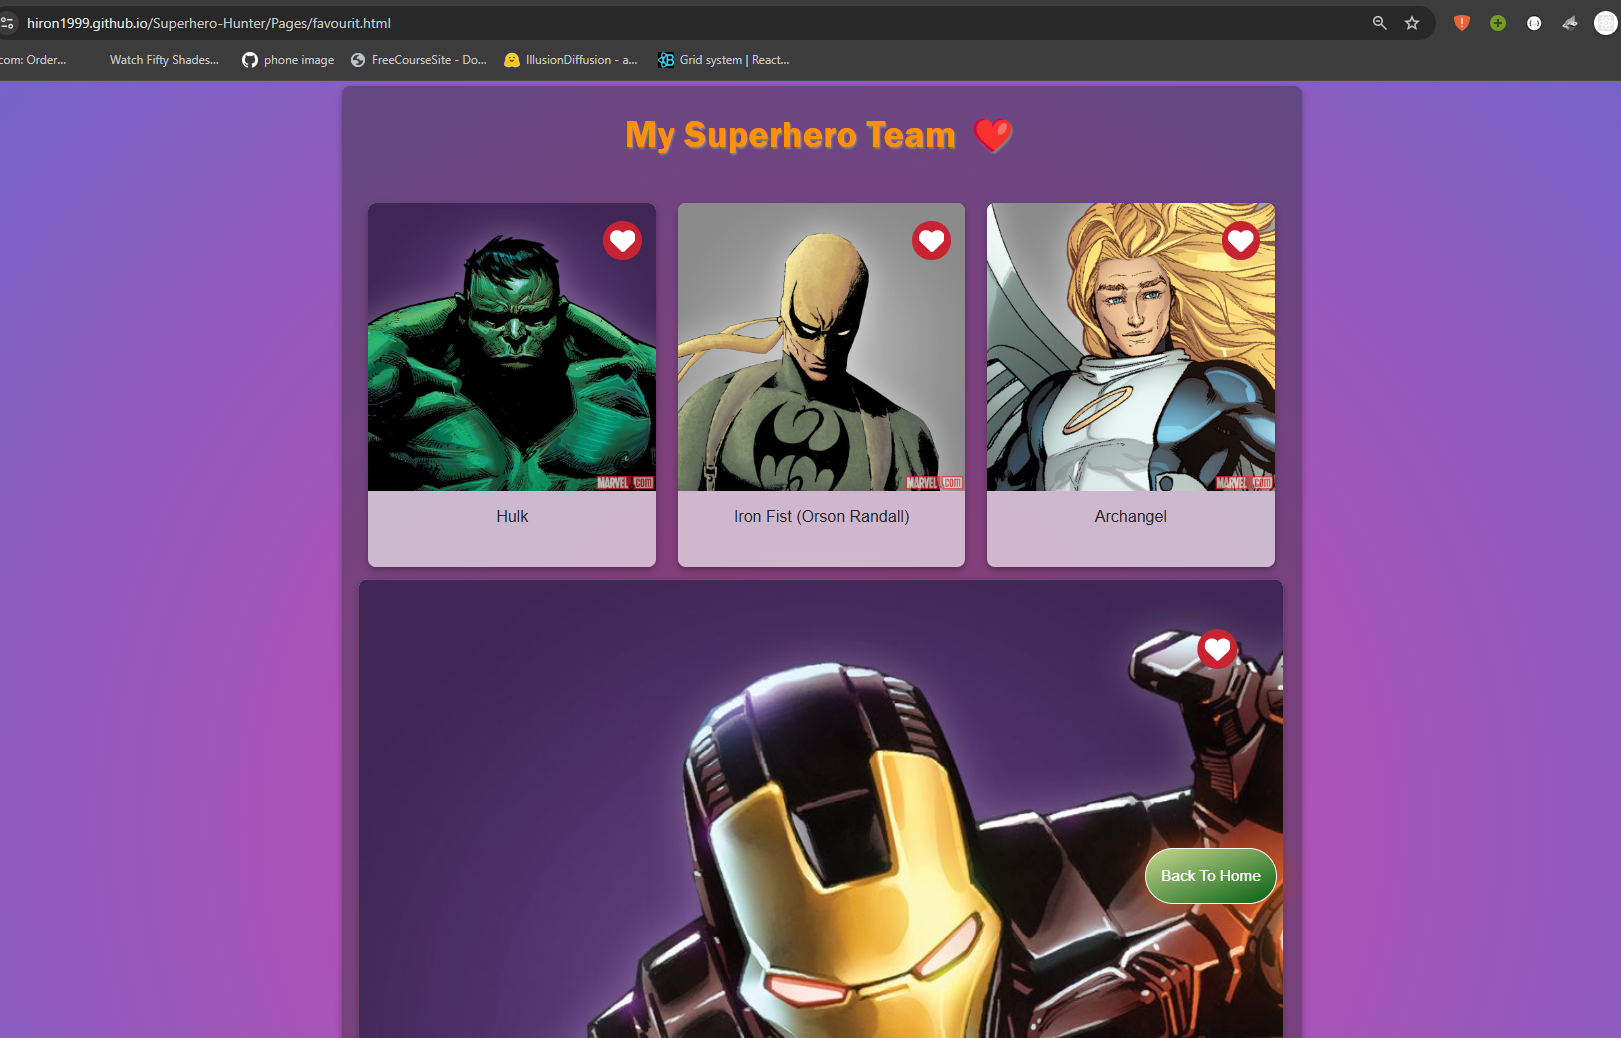 hiron1999.github.io/Superhero-Hunter/Pages/favourit.html
com: Order...
Watch Fifty Shades...
phone image
FreeCourseSite - Do...
IllusionDiffusion - a...
Grid system | React...
My Superhero Team ❤️
MARVEL.com
MARVEL.com
MARVEL.com
Hulk
Iron Fist (Orson Randall)
Archangel
Back To Home